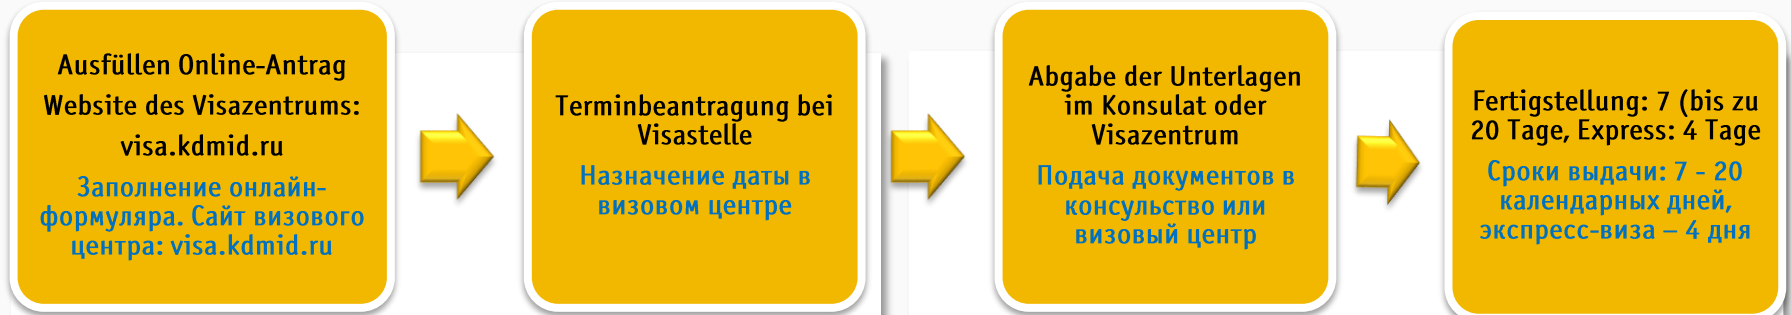 Ausfüllen Online-Antrag
Website des Visazentrums:
visa.kdmid.ru
Заполнение онлайн-
формуляра. Сайт визового
центра: visa.kdmid.ru
Terminbeantragung bei
Visastelle
Назначение даты в
визовом центре
Abgabe der Unterlagen
im Konsulat oder
Visazentrum
Подача документов в
консульство или
визовый центр
Fertigstellung: 7 (bis zu
20 Tage, Express: 4 Tage
Сроки выдачи: 7 - 20
календарных дней,
экспресс-виза – 4 дня